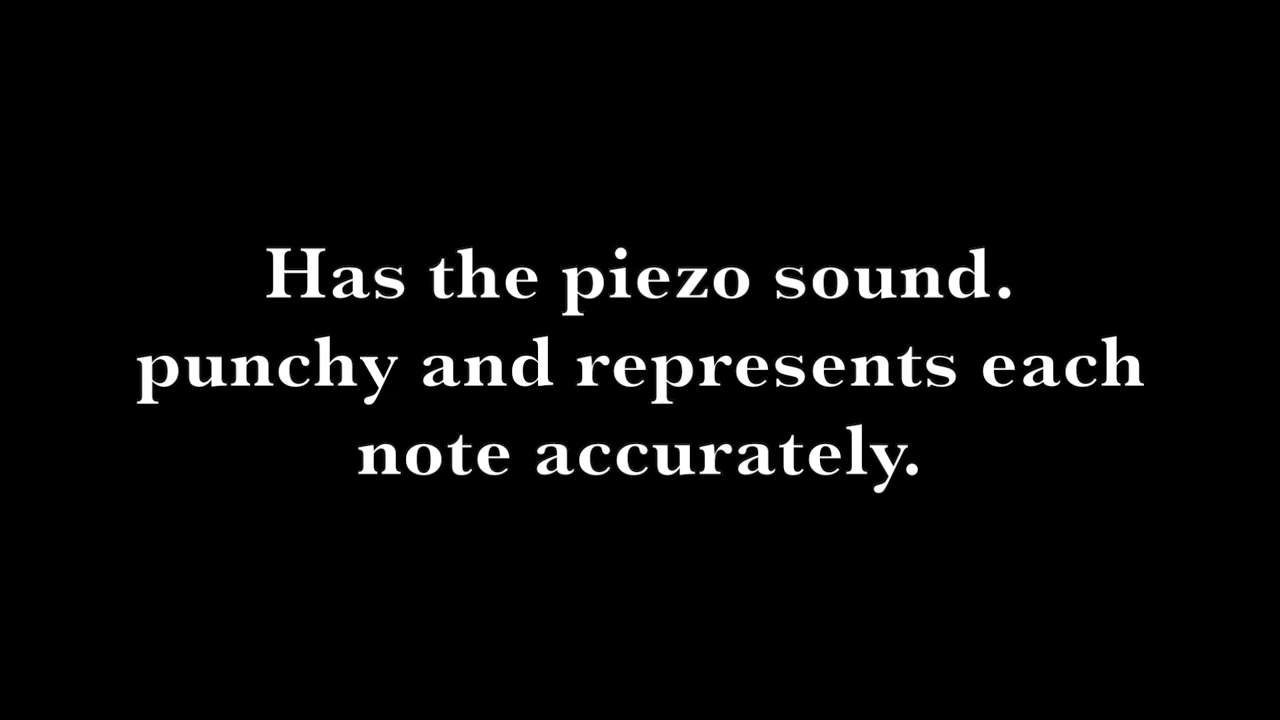 Has the piezo sound.
punchy and represents each
note accurately.